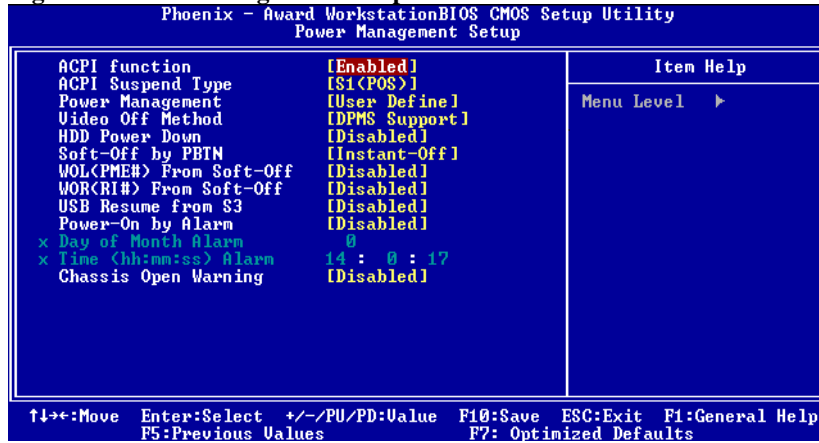 Phoenix - Award WorkstationBIOS CMOS Setup Utility
Power Management Setup
ACPI function [Enabled]
ACPI Suspend Type [S1(POS)]
Power Management [User Define]
Video Off Method [DPMS Support]
HDD Power Down [Disabled]
Soft-Off by PBTN [Instant-Off]
WOL(PME#) From Soft-Off [Disabled]
WOR(RI#) From Soft-Off [Disabled]
USB Resume from S3 [Disabled]
Power-On by Alarm [Disabled]
x Day of Month Alarm 0
x Time (hh:mm:ss) Alarm 14 : 0 : 17
Chassis Open Warning [Disabled]
Item Help
Menu Level ▶
↑↓→←:Move Enter:Select +/-/PU/PD:Value F10:Save ESC:Exit F1:General Help
F5:Previous Values F7: Optimized Defaults